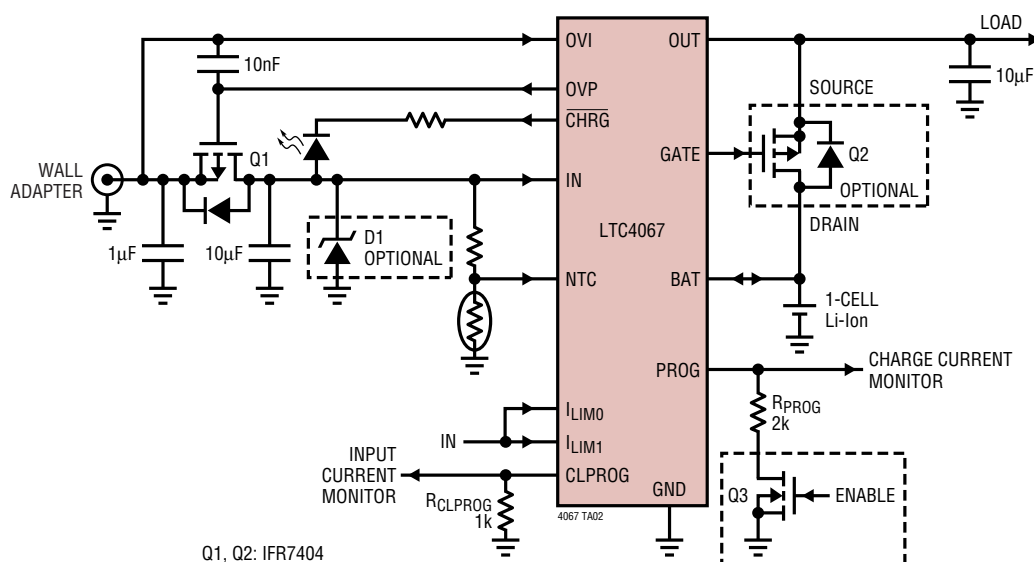 LOAD
OVI
OUT
10nF
10µF
OVP
SOURCE
CHRG
Q1
GATE
Q2
WALL
ADAPTER
IN
OPTIONAL
LTC4067
DRAIN
D1
OPTIONAL
1µF
10µF
NTC
BAT
1-CELL
Li-Ion
PROG
CHARGE CURRENT
MONITOR
RPROG
2k
ILIM0
IN
ILIM1
INPUT
CURRENT
MONITOR
CLPROG
RCLPROG
1k
GND
Q3
ENABLE
4067 TA02
Q1, Q2: IFR7404